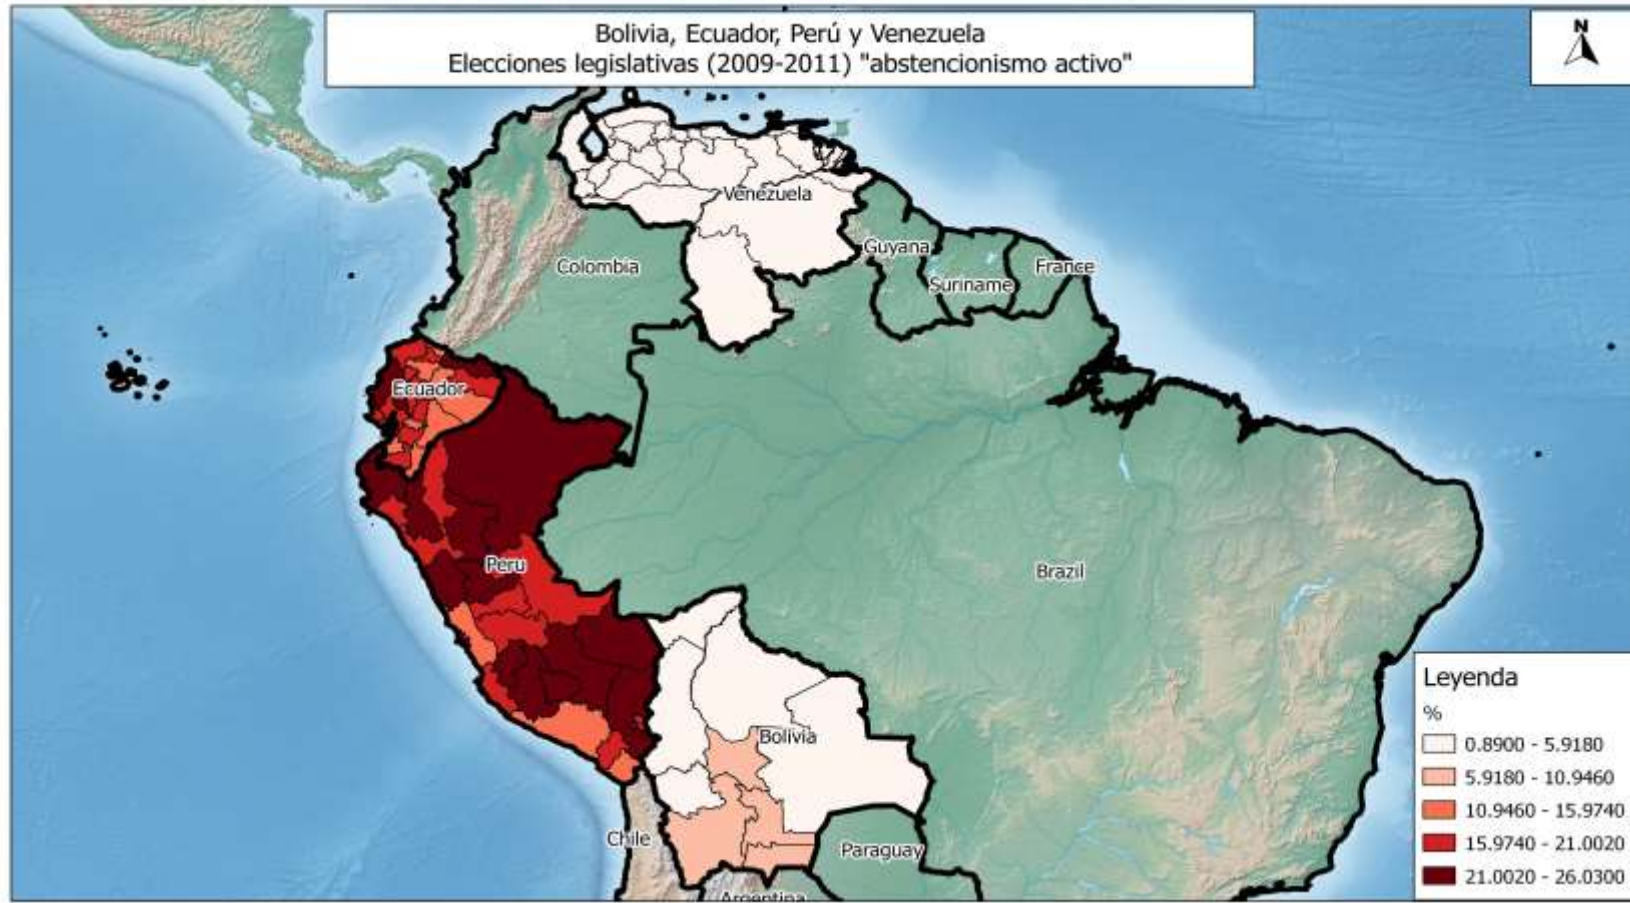 Bolivia, Ecuador, Perú y Venezuela
Elecciones legislativas (2009-2011) "abstencionismo activo"
N
Venezuela
Guyana
Colombia
France
Suriname
Ecuador
Peru
Brazil
Bolivia
Chile
Paraguay
Argentina
Leyenda
%
0.8900 - 5.9180
5.9180 - 10.9460
10.9460 - 15.9740
15.9740 - 21.0020
21.0020 - 26.0300